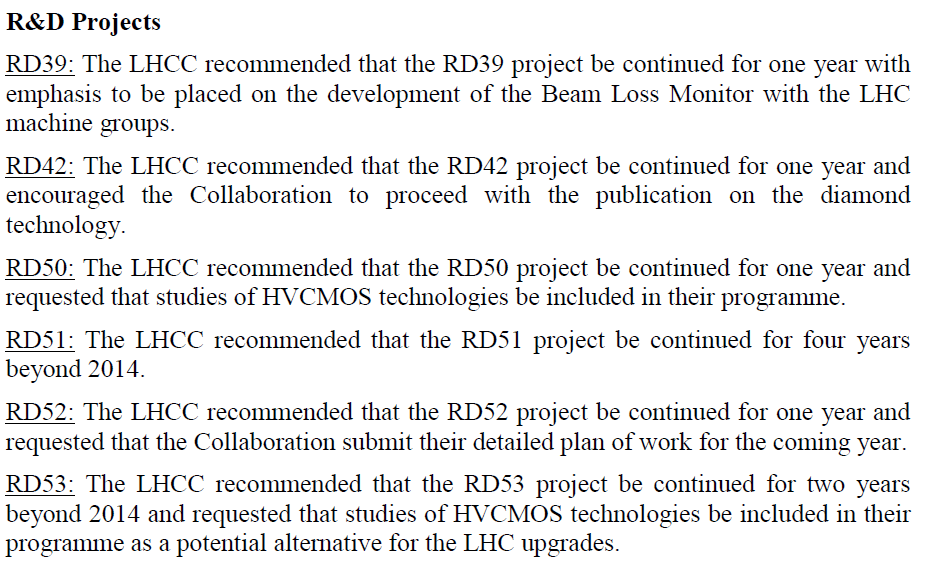 R&D Projects
RD39: The LHCC recommended that the RD39 project be continued for one year with
emphasis to be placed on the development of the Beam Loss Monitor with the LHC
machine groups.
RD42: The LHCC recommended that the RD42 project be continued for one year and
encouraged the Collaboration to proceed with the publication on the diamond
technology.
RD50: The LHCC recommended that the RD50 project be continued for one year and
requested that studies of HVCMOS technologies be included in their programme.
RD51: The LHCC recommended that the RD51 project be continued for four years
beyond 2014.
RD52: The LHCC recommended that the RD52 project be continued for one year and
requested that the Collaboration submit their detailed plan of work for the coming year.
RD53: The LHCC recommended that the RD53 project be continued for two years
beyond 2014 and requested that studies of HVCMOS technologies be included in their
programme as a potential alternative for the LHC upgrades.